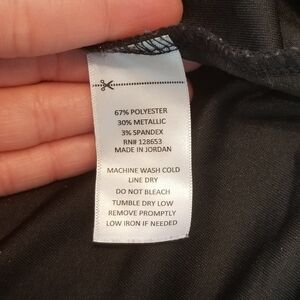 67% POLYESTER
30% METALLIC
3% SPANDEX
RN# 128653
MADE IN JORDAN
MACHINE WASH COLD
LINE DRY
DO NOT BLEACH
TUMBLE DRY LOW
REMOVE PROMPTLY
LOW IRON IF NEEDED